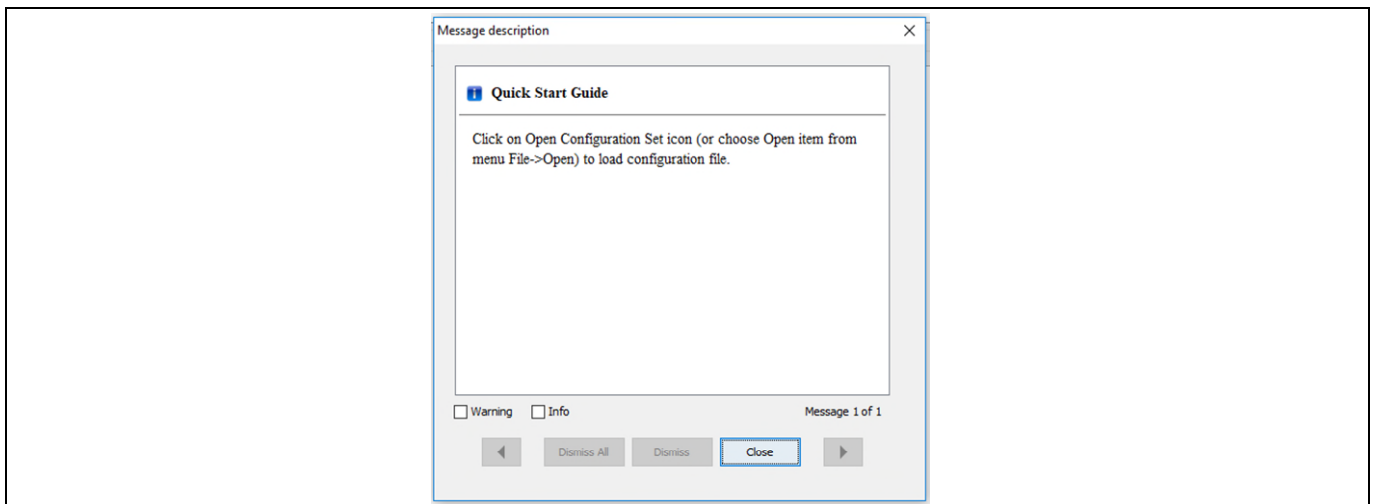 Message description
Quick Start Guide
Click on Open Configuration Set icon (or choose Open item from
menu File->Open) to load configuration file.
Warning Info Message 1 of 1
Dismiss All Dismiss Close